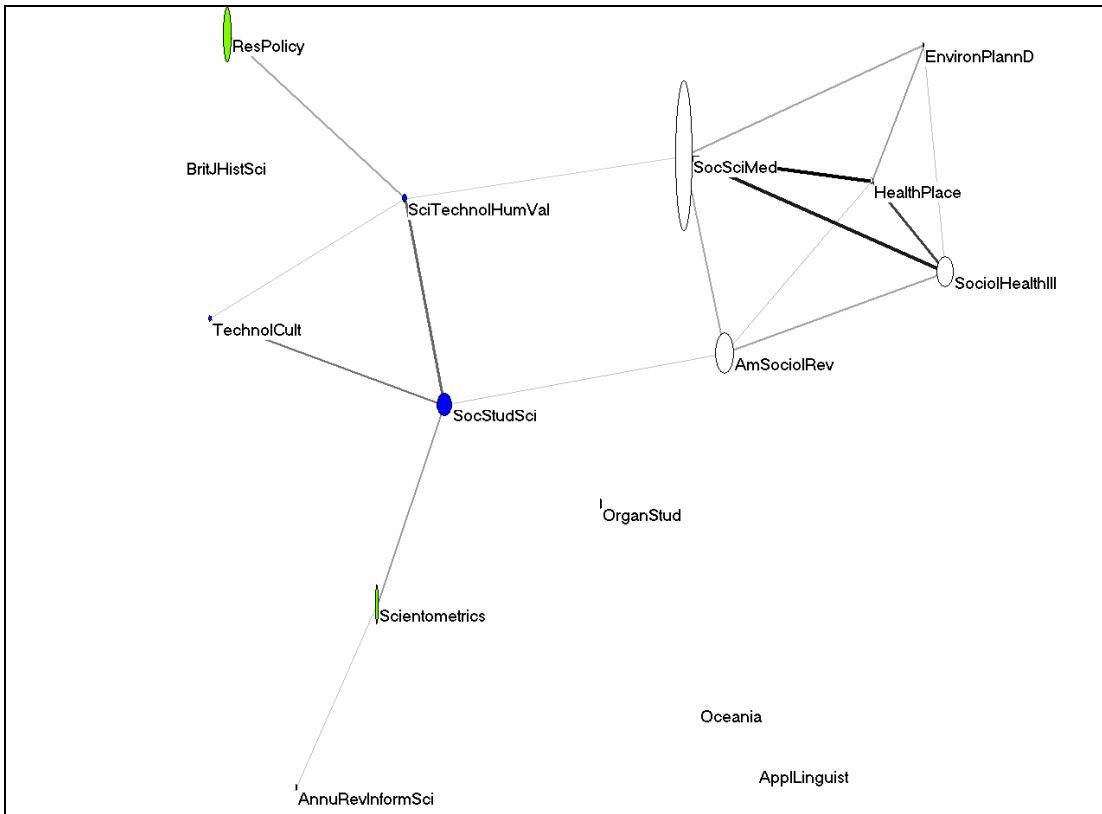 ResPolicy
EnvironPlannD
BritJHistSci
SocSciMed
HealthPlace
SciTechnolHumVal
SociolHealthIll
TechnolCult
AmSociolRev
SocStudSci
OrganStud
Scientometrics
Oceania
ApplLinguist
AnnuRevInformSci